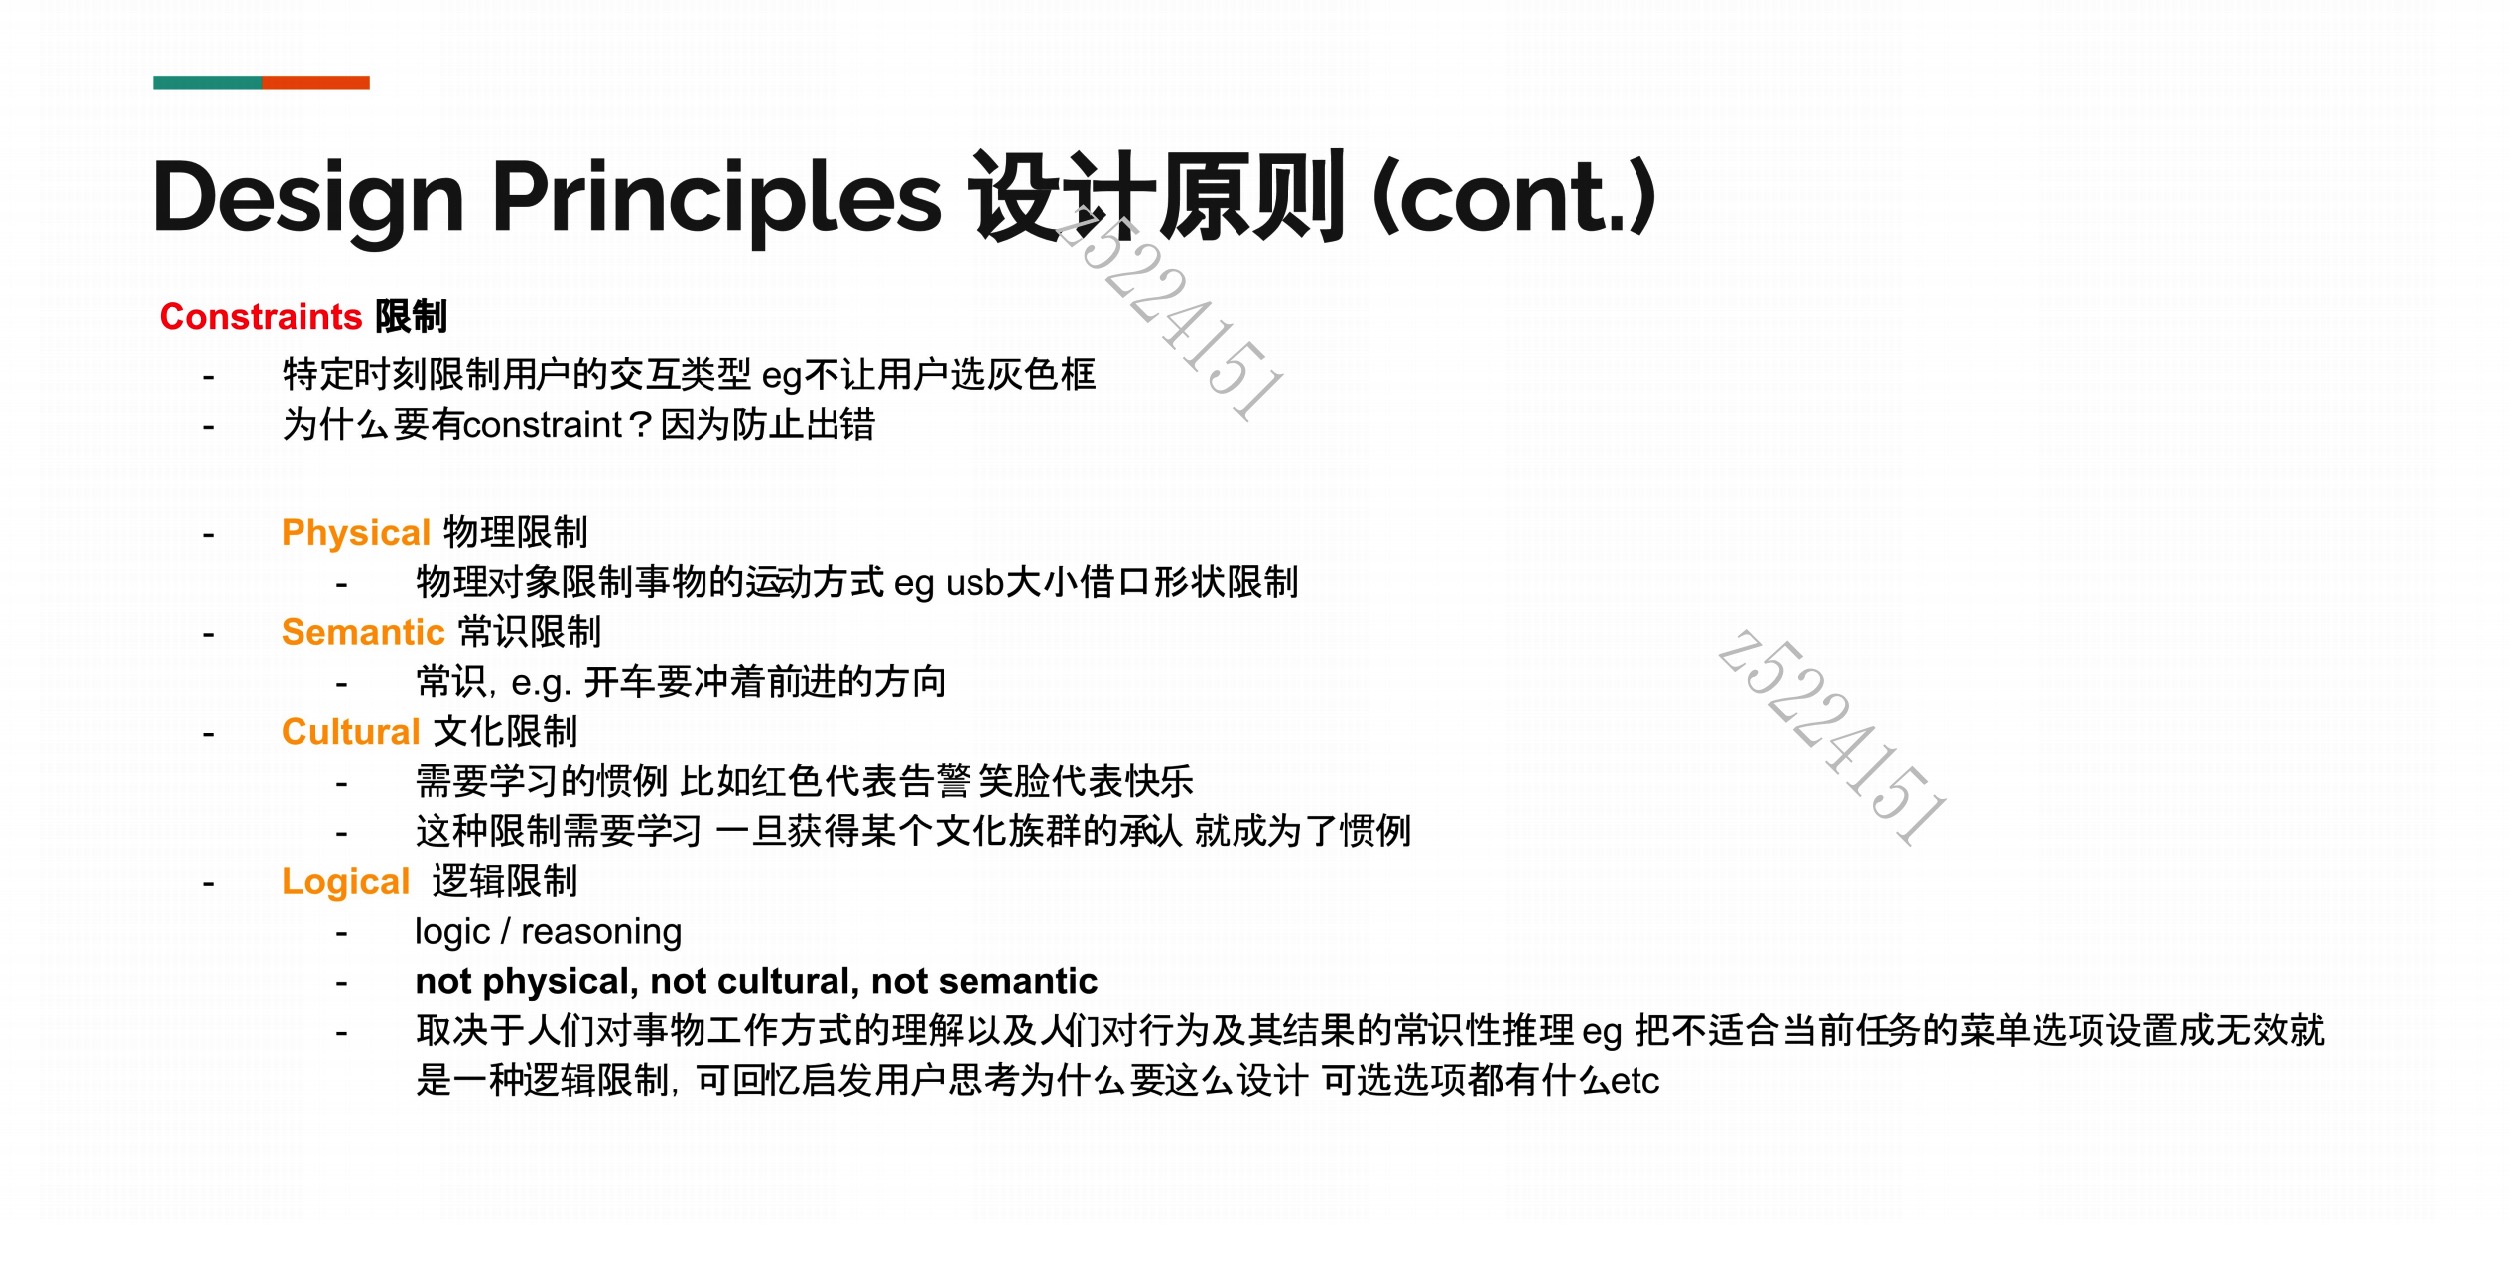 Design Principles 设计原则 (cont.)
Constraints 限制
- 特定时刻限制用户的交互类型 eg不让用户选灰色框
- 为什么要有constraint？因为防止出错
- Physical 物理限制
- 物理对象限制事物的运动方式 eg usb大小借口形状限制
- Semantic 常识限制
- 常识, e.g. 开车要冲着前进的方向
- Cultural 文化限制
- 需要学习的惯例 比如红色代表告警 笑脸代表快乐
- 这种限制需要学习 一旦获得某个文化族群的承认 就成为了惯例
- Logical 逻辑限制
- logic / reasoning
- not physical, not cultural, not semantic
- 取决于人们对事物工作方式的理解以及人们对行为及其结果的常识性推理 eg 把不适合当前任务的菜单选项设置成无效就
是一种逻辑限制, 可回忆启发用户思考为什么要这么设计 可选选项都有什么etc
z5224151
z5224151